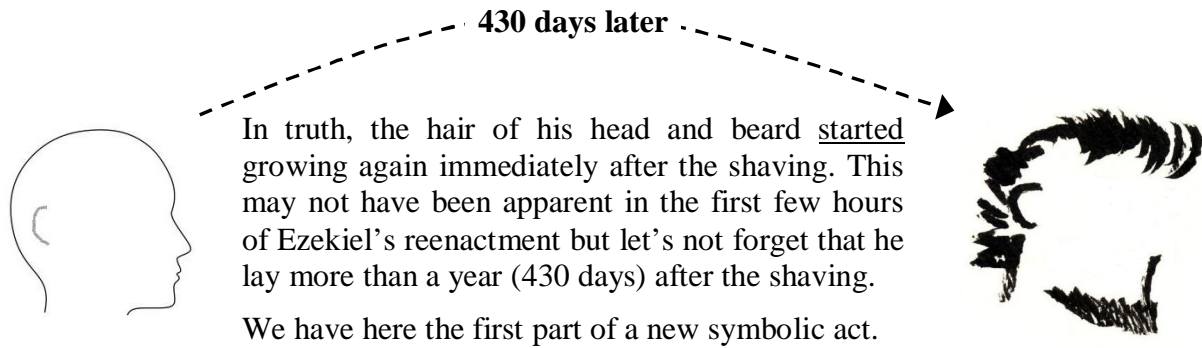 430 days later
In truth, the hair of his head and beard started
growing again immediately after the shaving. This
may not have been apparent in the first few hours
of Ezekiel’s reenactment but let’s not forget that he
lay more than a year (430 days) after the shaving.
We have here the first part of a new symbolic act.